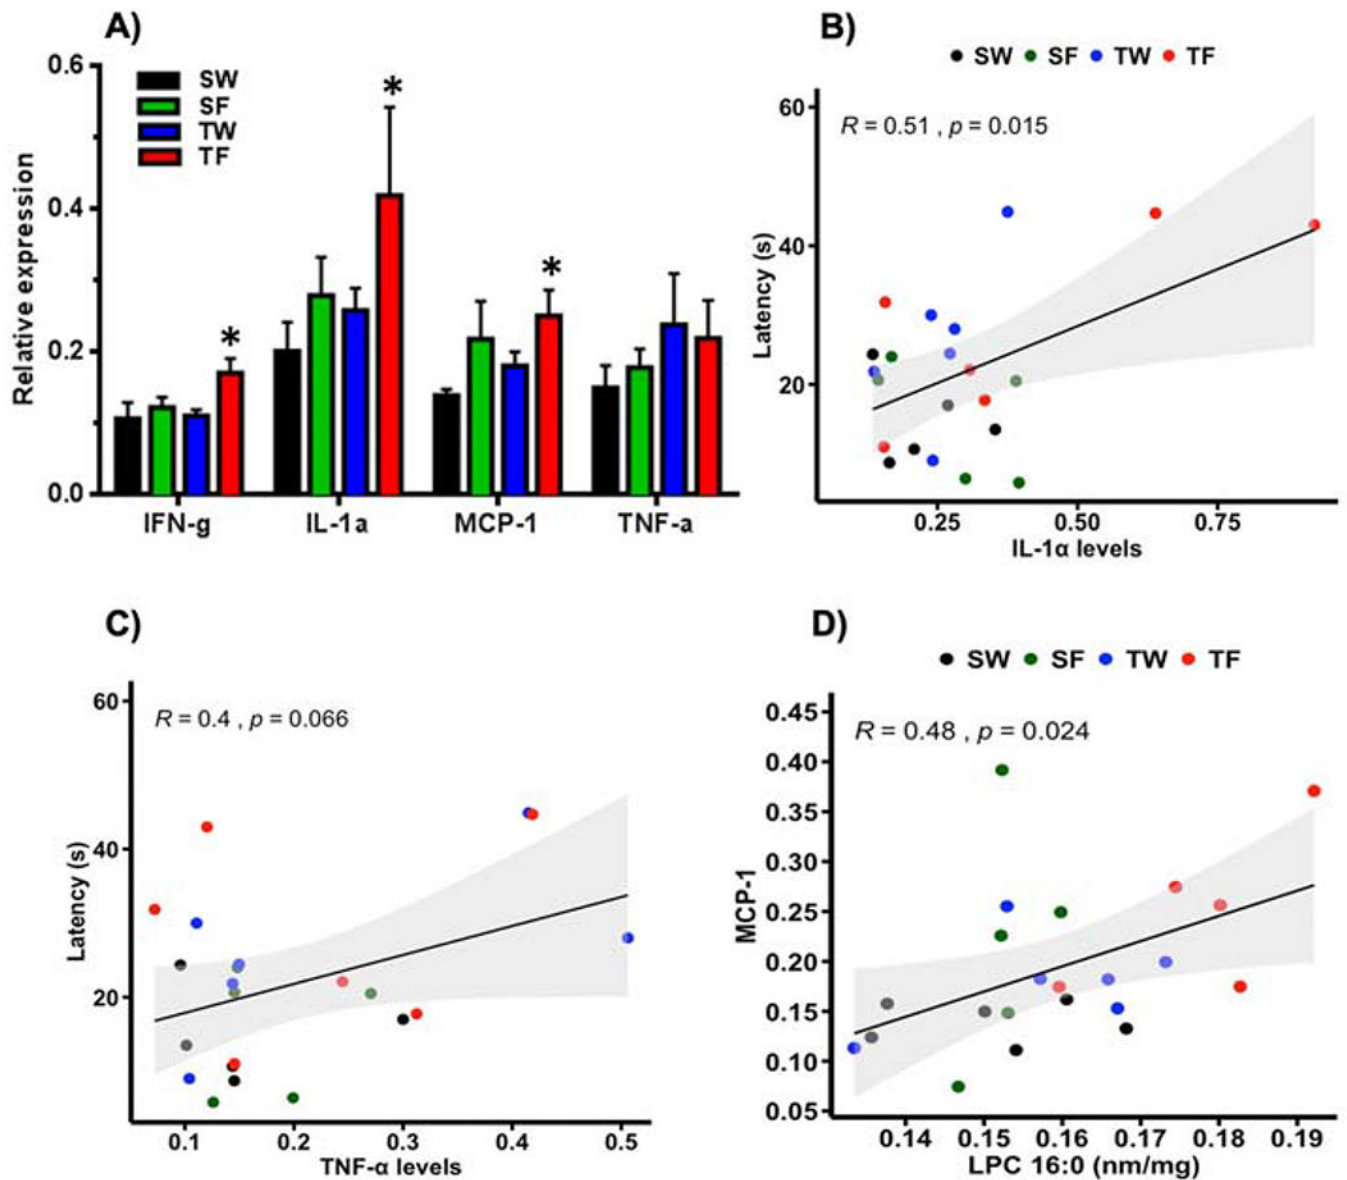 A)
Relative expression
0.6
0.4
0.2
0.0
SW
SF
TW
TF
*
*
*
IFN-g IL-1a MCP-1 TNF-a
B)
SW SF TW TF
R = 0.51 , p = 0.015
Latency (s)
60
40
20
0.25 0.50 0.75
IL-1α levels
C)
R = 0.4 , p = 0.066
Latency (s)
60
40
20
0.1 0.2 0.3 0.4 0.5
TNF-α levels
D)
SW SF TW TF
R = 0.48 , p = 0.024
MCP-1
0.45
0.40
0.35
0.30
0.25
0.20
0.15
0.10
0.05
0.14 0.15 0.16 0.17 0.18 0.19
LPC 16:0 (nm/mg)